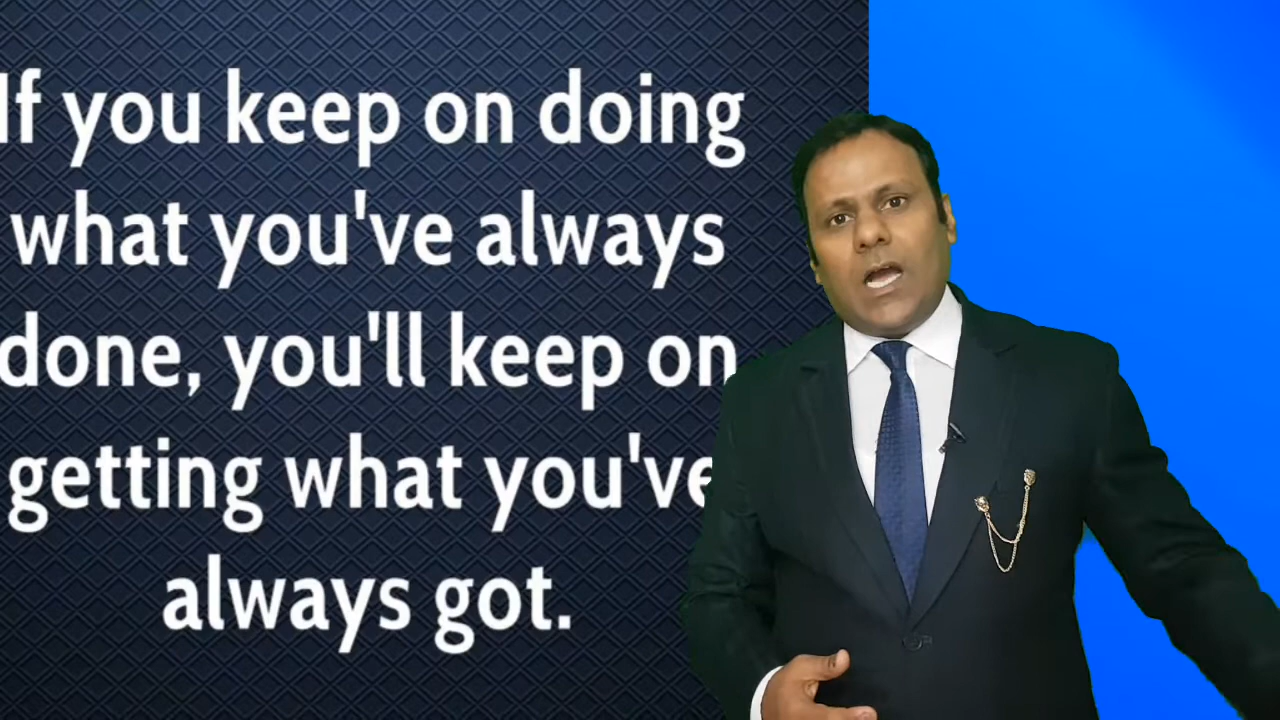 If you keep on doing
what you've always
done, you'll keep on
getting what you've
always got.